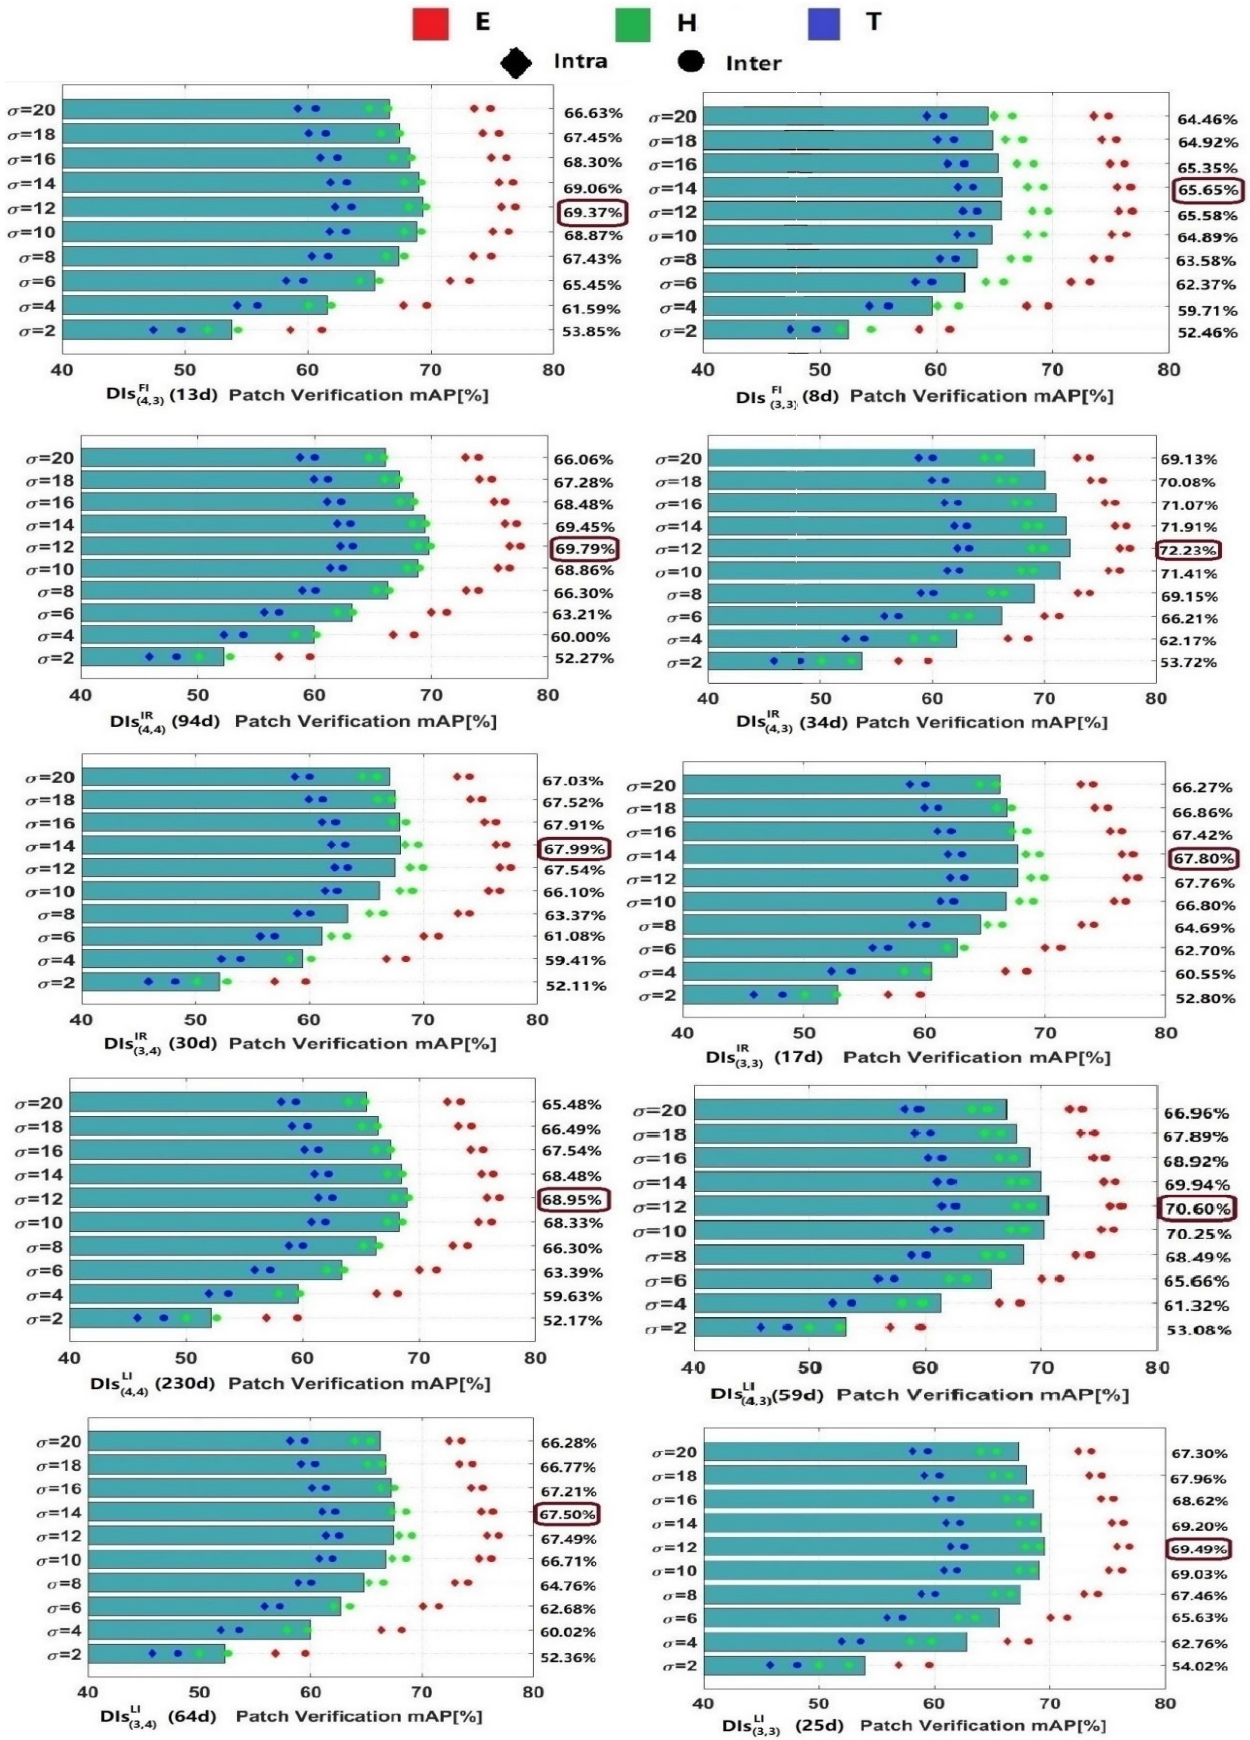 E H T
Intra Inter
σ=20 66.63%
σ=18 67.45%
σ=16 68.30%
σ=14 69.06%
σ=12 69.37%
σ=10 68.87%
σ=8 67.43%
σ=6 65.45%
σ=4 61.59%
σ=2 53.85%
40 50 60 70 80
DIs FI (4,3) (13d) Patch Verification mAP[%]
σ=20 64.46%
σ=18 64.92%
σ=16 65.35%
σ=14 65.65%
σ=12 65.58%
σ=10 64.89%
σ=8 63.58%
σ=6 62.37%
σ=4 59.71%
σ=2 52.46%
40 50 60 70 80
DIs FI (3,3) (8d) Patch Verification mAP[%]
σ=20 66.06%
σ=18 67.28%
σ=16 68.48%
σ=14 69.45%
σ=12 69.79%
σ=10 68.86%
σ=8 66.30%
σ=6 63.21%
σ=4 60.00%
σ=2 52.27%
40 50 60 70 80
DIs IR (4,4) (94d) Patch Verification mAP[%]
σ=20 69.13%
σ=18 70.08%
σ=16 71.07%
σ=14 71.91%
σ=12 72.23%
σ=10 71.41%
σ=8 69.15%
σ=6 66.21%
σ=4 62.17%
σ=2 53.72%
40 50 60 70 80
DIs IR (4,3) (34d) Patch Verification mAP[%]
σ=20 67.03%
σ=18 67.52%
σ=16 67.91%
σ=14 67.99%
σ=12 67.54%
σ=10 66.10%
σ=8 63.37%
σ=6 61.08%
σ=4 59.41%
σ=2 52.11%
40 50 60 70 80
DIs IR (3,4) (30d) Patch Verification mAP[%]
σ=20 66.27%
σ=18 66.86%
σ=16 67.42%
σ=14 67.80%
σ=12 67.76%
σ=10 66.80%
σ=8 64.69%
σ=6 62.70%
σ=4 60.55%
σ=2 52.80%
40 50 60 70 80
DIs IR (3,3) (17d) Patch Verification mAP[%]
σ=20 65.48%
σ=18 66.49%
σ=16 67.54%
σ=14 68.48%
σ=12 68.95%
σ=10 68.33%
σ=8 66.30%
σ=6 63.39%
σ=4 59.63%
σ=2 52.17%
40 50 60 70 80
DIs LI (4,4) (230d) Patch Verification mAP[%]
σ=20 66.96%
σ=18 67.89%
σ=16 68.92%
σ=14 69.94%
σ=12 70.60%
σ=10 70.25%
σ=8 68.49%
σ=6 65.66%
σ=4 61.32%
σ=2 53.08%
40 50 60 70 80
DIs LI (4,3) (59d) Patch Verification mAP[%]
σ=20 66.28%
σ=18 66.77%
σ=16 67.21%
σ=14 67.50%
σ=12 67.49%
σ=10 66.71%
σ=8 64.76%
σ=6 62.68%
σ=4 60.02%
σ=2 52.36%
40 50 60 70 80
DIs LI (3,4) (64d) Patch Verification mAP[%]
σ=20 67.30%
σ=18 67.96%
σ=16 68.62%
σ=14 69.20%
σ=12 69.49%
σ=10 69.03%
σ=8 67.46%
σ=6 65.63%
σ=4 62.76%
σ=2 54.02%
40 50 60 70 80
DIs LI (3,3) (25d) Patch Verification mAP[%]